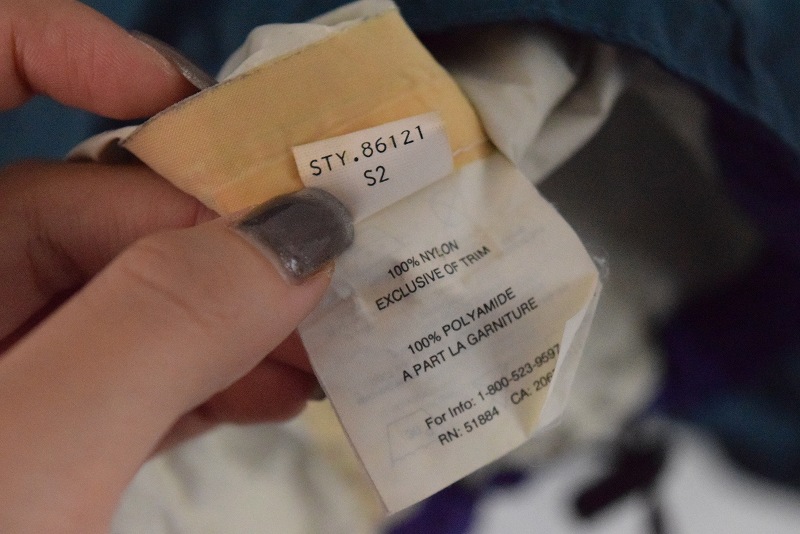 STY.86121
S2
100% NYLON
EXCLUSIVE OF TRIM
100% POLYAMIDE
A PART LA GARNITURE
For Info: 1-800-523-9597
RN: 51884 CA: